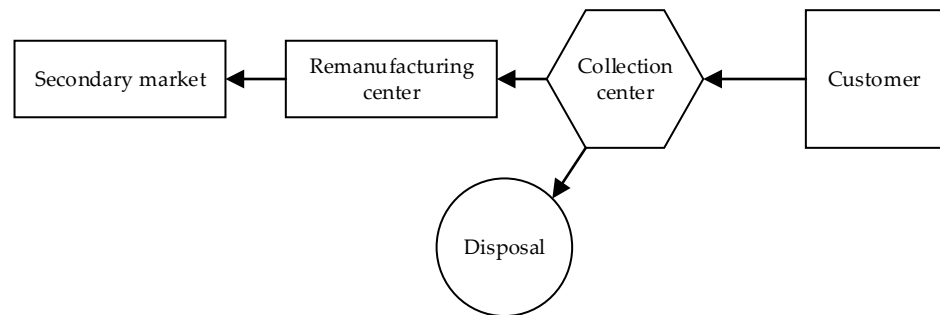 Secondary market
Remanufacturing
center
Collection
center
Customer
Disposal